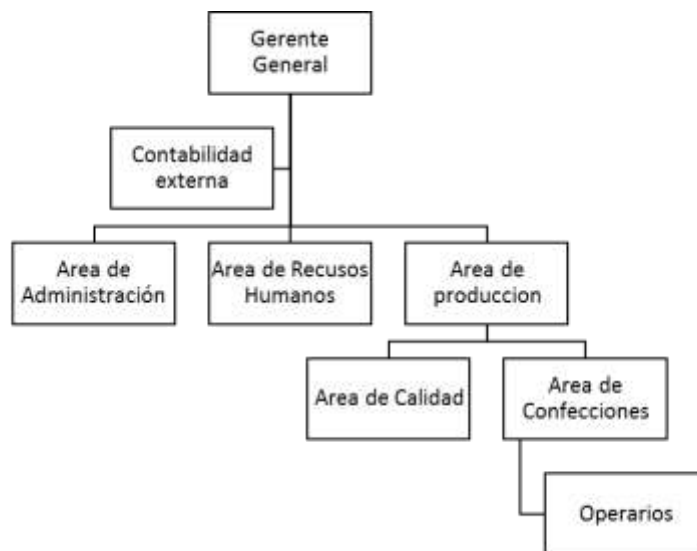 Gerente
General
Contabilidad
externa
Area de
Administración
Area de Recusos
Humanos
Area de
produccion
Area de Calidad
Area de
Confecciones
Operarios